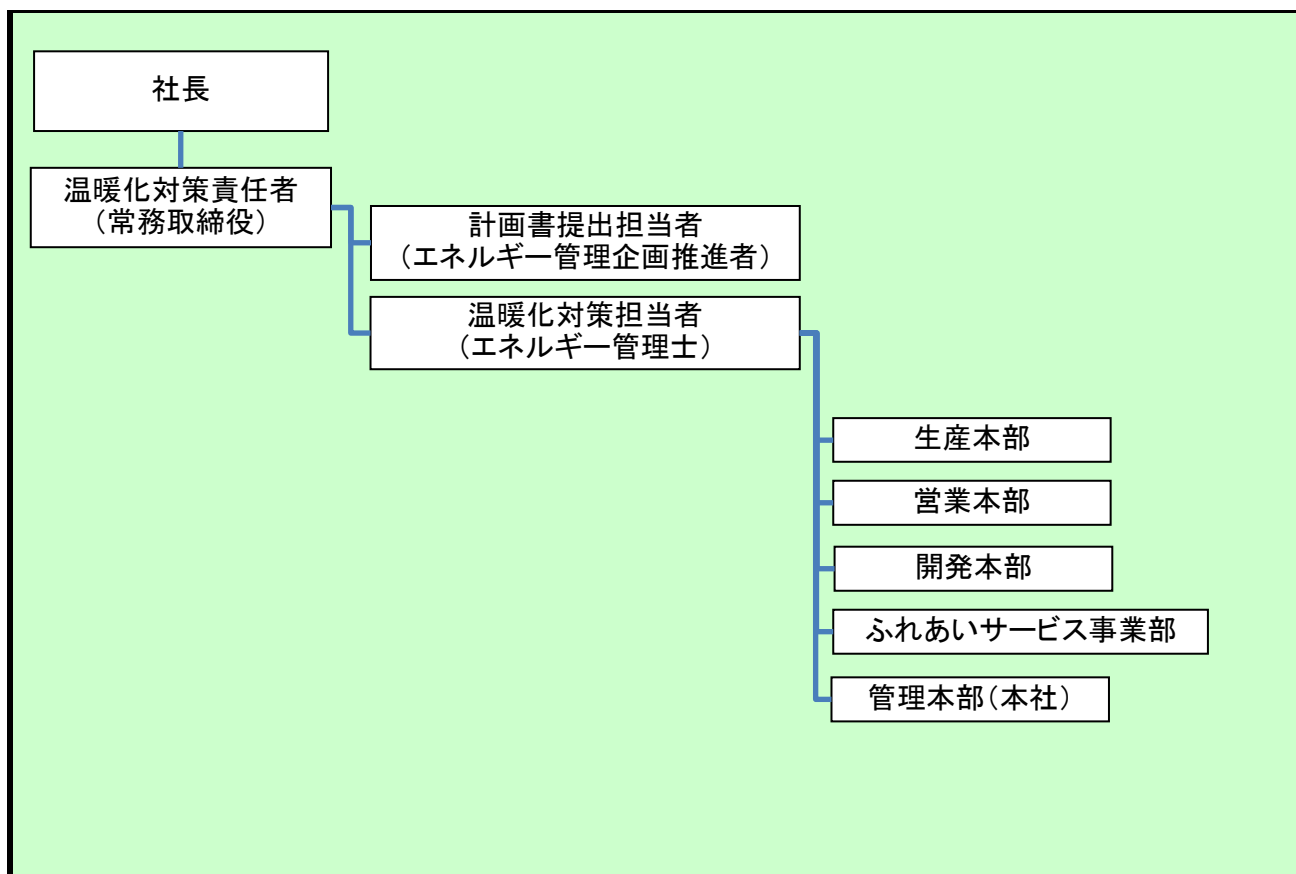 社長
温暖化対策責任者
（常務取締役）
計画書提出担当者
（エネルギー管理企画推進者）
温暖化対策担当者
（エネルギー管理士）
生産本部
営業本部
開発本部
ふれあいサービス事業部
管理本部（本社）